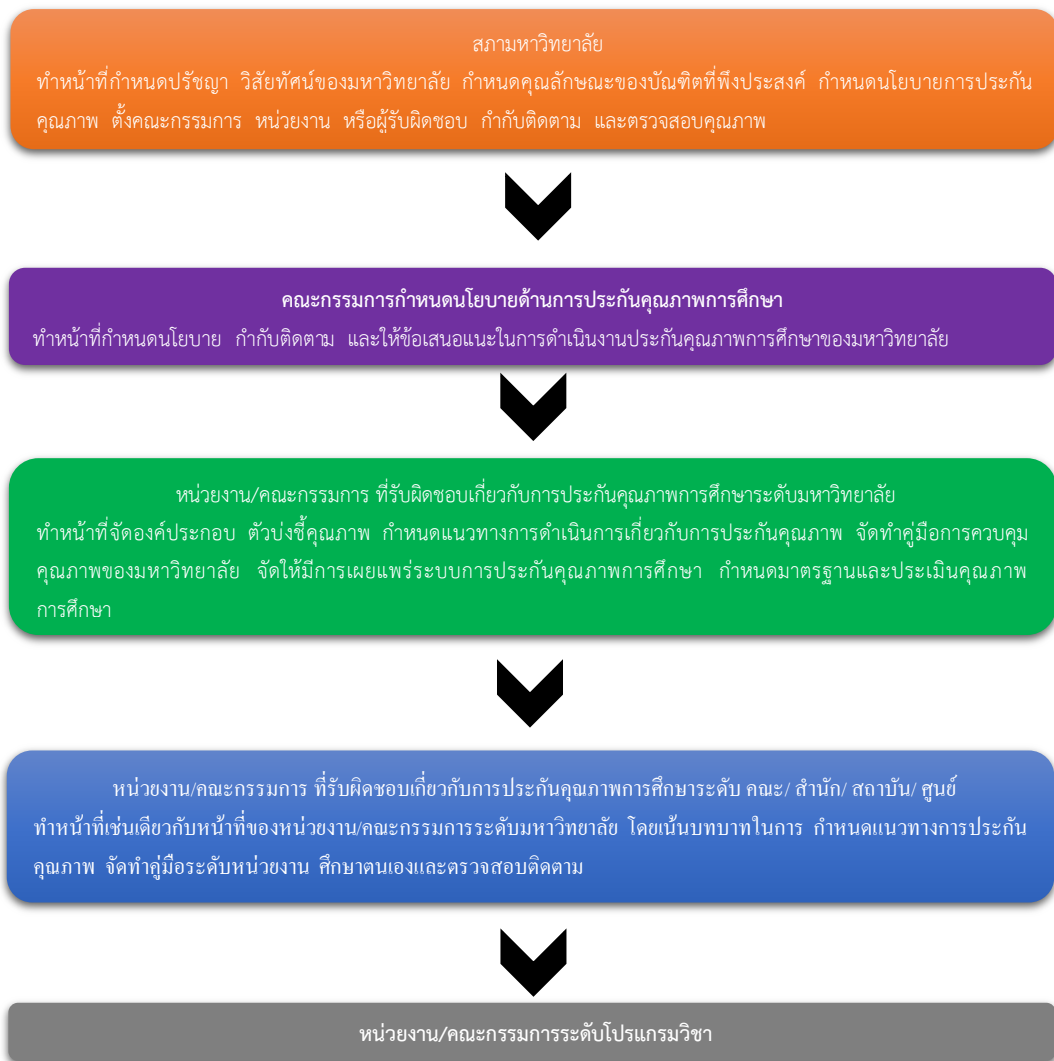 สภามหาวิทยาลัย
ทำหน้าที่กำหนดปรัชญา วิสัยทัศน์ของมหาวิทยาลัย กำหนดคุณลักษณะของบัณฑิตที่พึงประสงค์ กำหนดนโยบายการประกัน
คุณภาพ ตั้งคณะกรรมการ หน่วยงาน หรือผู้รับผิดชอบ กำกับติดตาม และตรวจสอบคุณภาพ
คณะกรรมการกำหนดนโยบายด้านการประกันคุณภาพการศึกษา
ทำหน้าที่กำหนดนโยบาย กำกับติดตาม และให้ข้อเสนอแนะในการดำเนินงานประกันคุณภาพการศึกษาของมหาวิทยาลัย
หน่วยงาน/คณะกรรมการ ที่รับผิดชอบเกี่ยวกับการประกันคุณภาพการศึกษาระดับมหาวิทยาลัย
ทำหน้าที่จัดองค์ประกอบ ตัวบ่งชี้คุณภาพ กำหนดแนวทางการดำเนินการเกี่ยวกับการประกันคุณภาพ จัดทำคู่มือการควบคุม
คุณภาพของมหาวิทยาลัย จัดให้มีการเผยแพร่ระบบการประกันคุณภาพการศึกษา กำหนดมาตรฐานและประเมินคุณภาพ
การศึกษา
หน่วยงาน/คณะกรรมการ ที่รับผิดชอบเกี่ยวกับการประกันคุณภาพการศึกษาระดับ คณะ/ สำนัก/ สถาบัน/ ศูนย์
ทำหน้าที่เช่นเดียวกับหน้าที่ของหน่วยงาน/คณะกรรมการระดับมหาวิทยาลัย โดยเน้นบทบาทในการ กำหนดแนวทางการประกัน
คุณภาพ จัดทำคู่มือระดับหน่วยงาน ศึกษาตนเองและตรวจสอบติดตาม
หน่วยงาน/คณะกรรมการระดับโปรแกรมวิชา